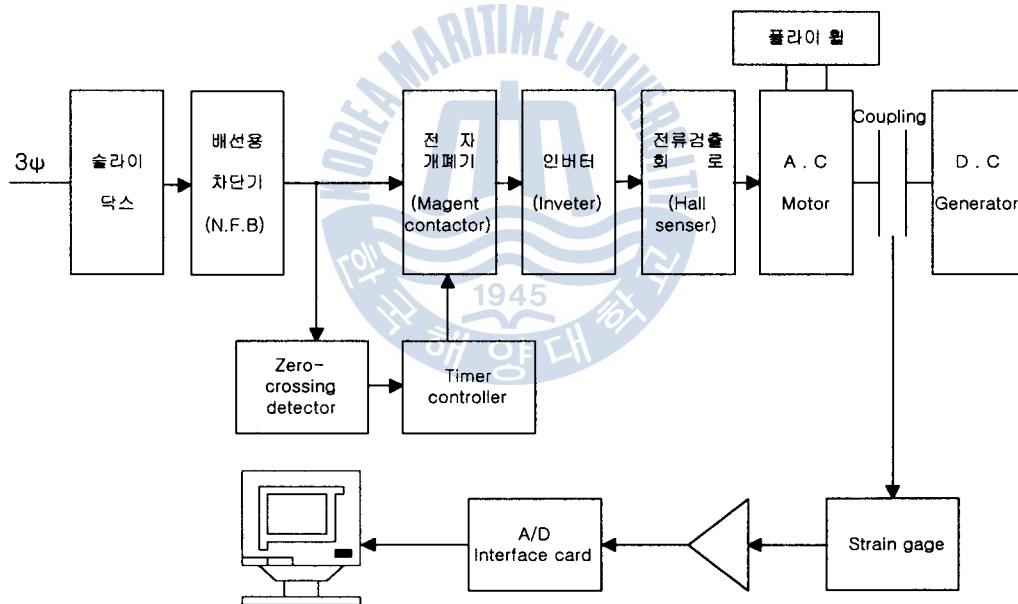 플라이 휠
3ψ
슬라이
닥스
배선용
차단기
(N.F.B)
전 자
개폐기
(Magent
contactor)
인버터
(Inveter)
전류검출
회 로
(Hall
senser)
A . C
Motor
Coupling
D . C
Generator
Zero-
crossing
detector
Timer
controller
A/D
Interface card
Strain gage
KOREA MARITIME UNIVERSITY
1945
한국해양대학교